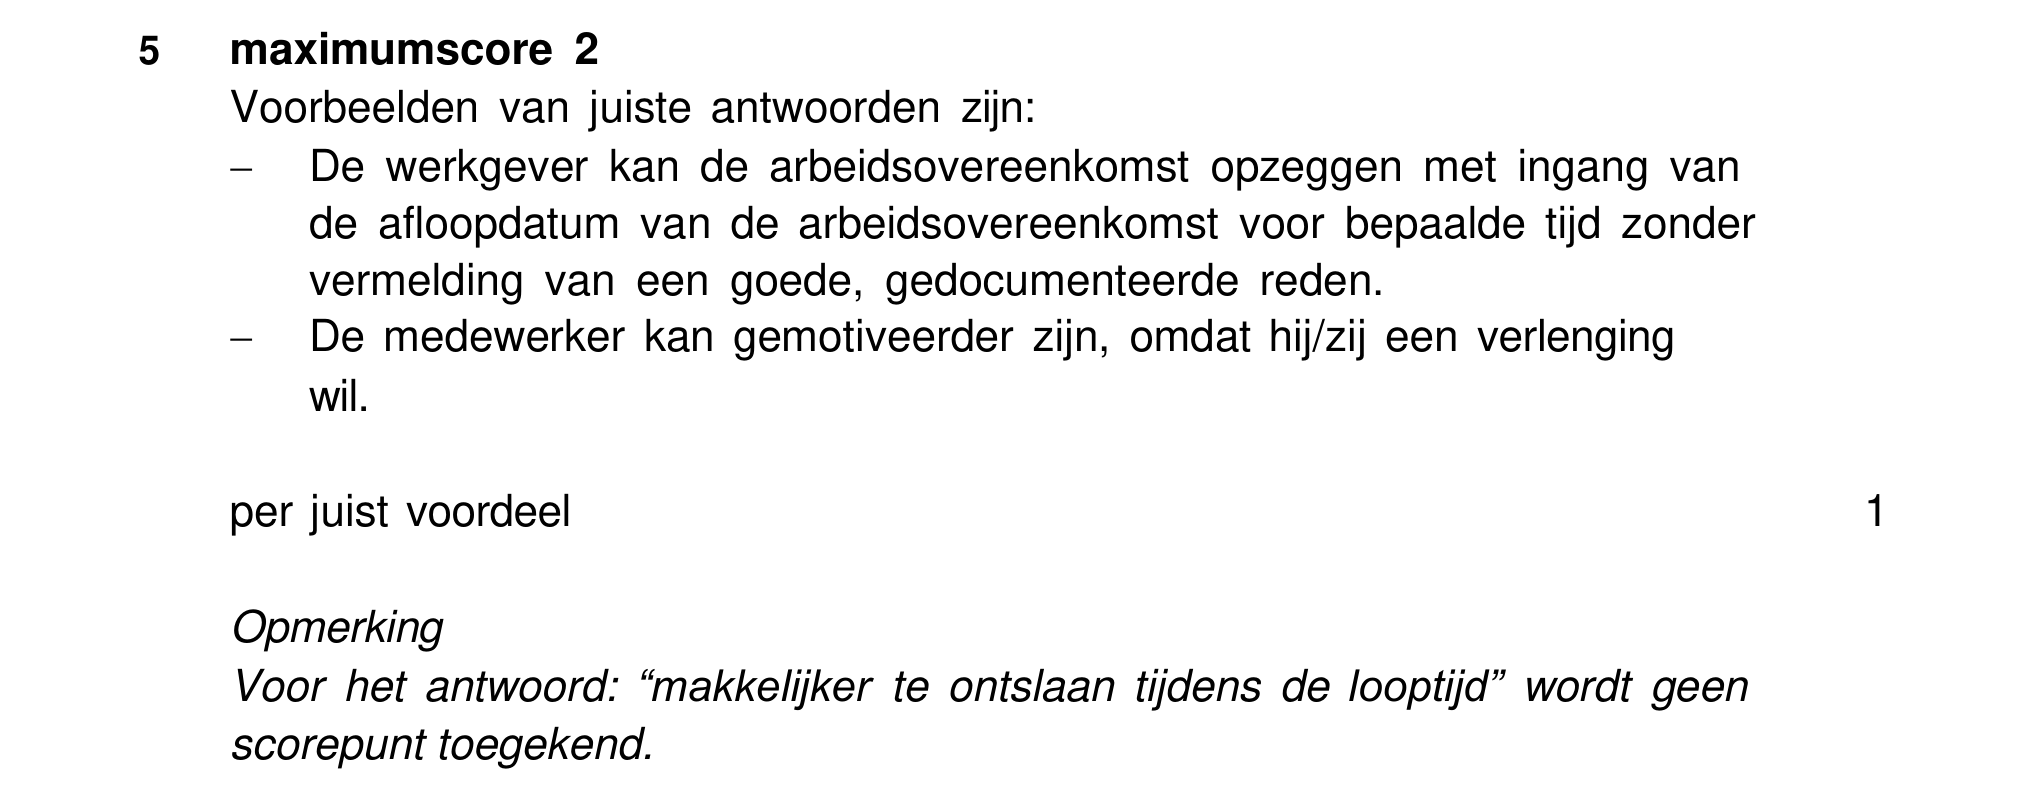 5 maximumscore 2
Voorbeelden van juiste antwoorden zijn:
– De werkgever kan de arbeidsovereenkomst opzeggen met ingang van
de afloopdatum van de arbeidsovereenkomst voor bepaalde tijd zonder
vermelding van een goede, gedocumenteerde reden.
– De medewerker kan gemotiveerder zijn, omdat hij/zij een verlenging
wil.
per juist voordeel 1
Opmerking
Voor het antwoord: “makkelijker te ontslaan tijdens de looptijd” wordt geen
scorepunt toegekend.